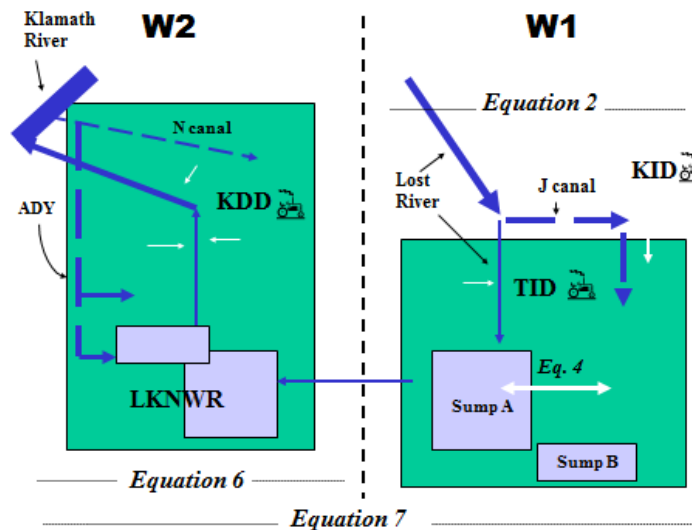 Klamath
River
W2
W1
Equation 2
N canal
Lost
River
J canal
KID
ADY
KDD
TID
Eq. 4
LKNWR
Sump A
Sump B
Equation 6
Equation 7